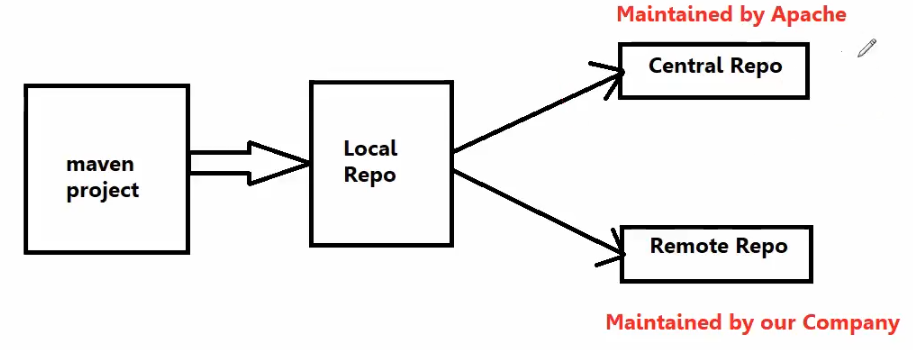 Maintained by Apache
Central Repo
maven
project
Local
Repo
Remote Repo
Maintained by our Company